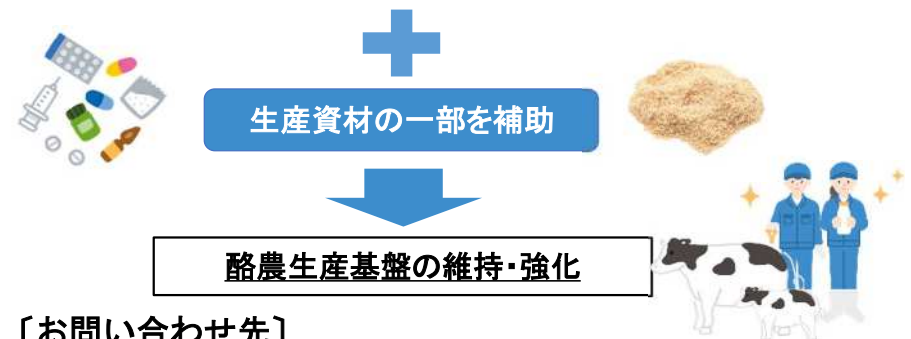 生産資材の一部を補助
酪農生産基盤の維持・強化
〔お問い合わせ先〕